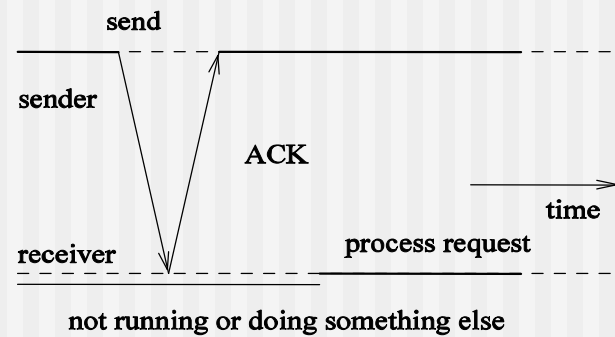 send
sender
ACK
time
receiver
process request
not running or doing something else